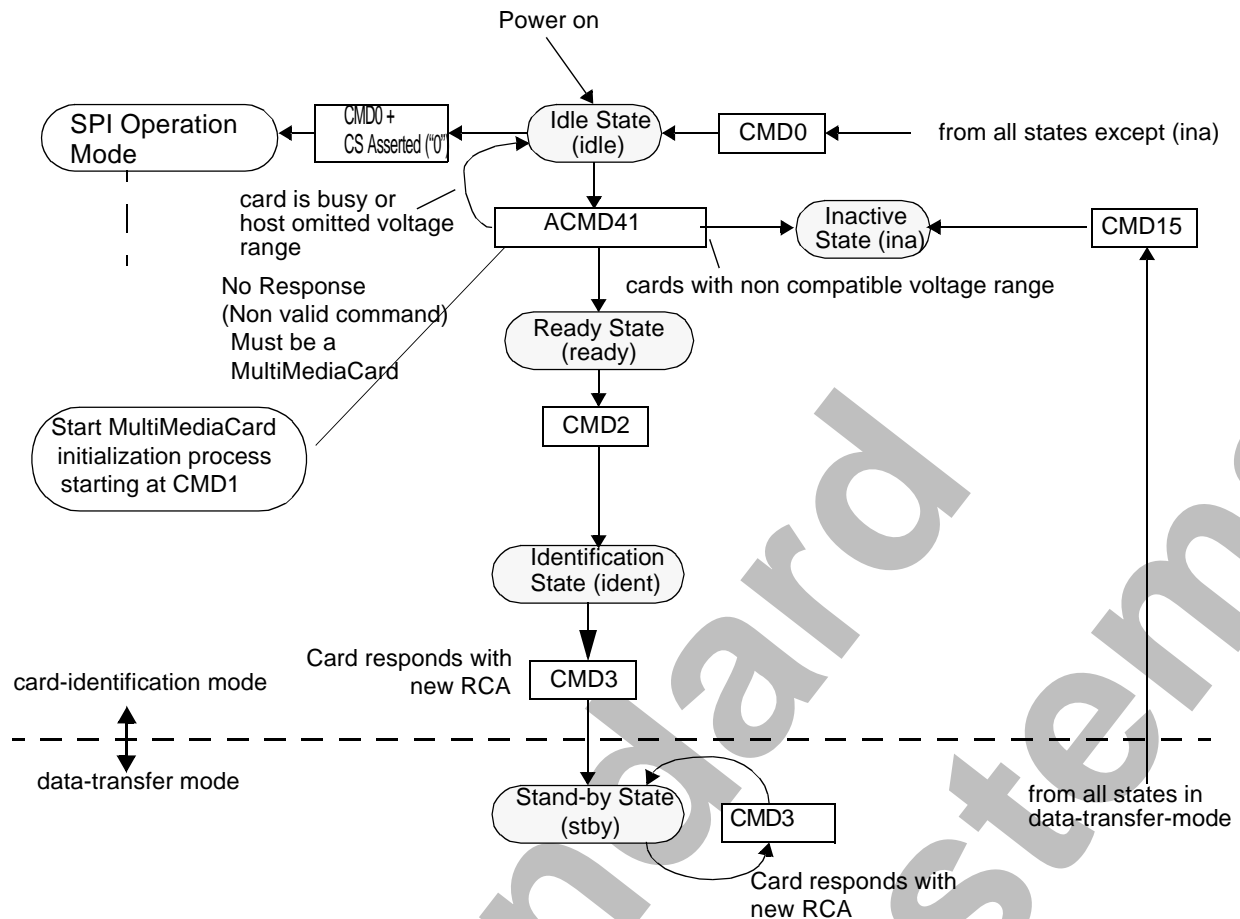 Power on
SPI Operation
Mode
CMD0 +
CS Asserted ("0")
Idle State
(idle)
CMD0
from all states except (ina)
card is busy or
host omitted voltage
range
ACMD41
Inactive
State (ina)
CMD15
cards with non compatible voltage range
No Response
(Non valid command)
Must be a
MultiMediaCard
Ready State
(ready)
Start MultiMediaCard
initialization process
starting at CMD1
CMD2
Identification
State (ident)
Card responds with
new RCA
CMD3
card-identification mode
data-transfer mode
Stand-by State
(stby)
CMD3
from all states in
data-transfer-mode
Card responds with
new RCA